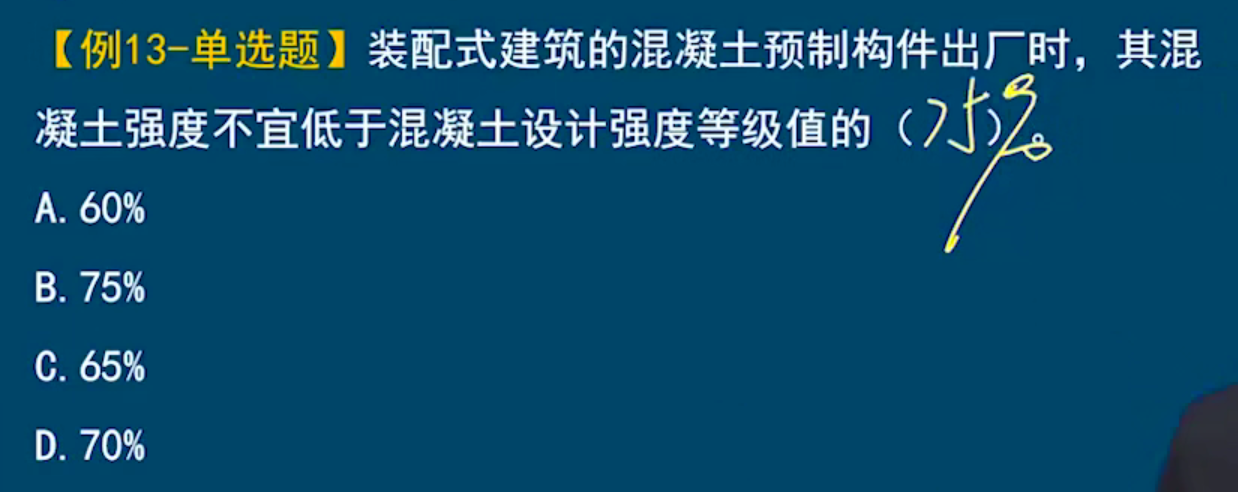 【例13-单选题】装配式建筑的混凝土预制构件出厂时，其混
凝土强度不宜低于混凝土设计强度等级值的（75%）。
A. 60%
B. 75%
C. 65%
D. 70%